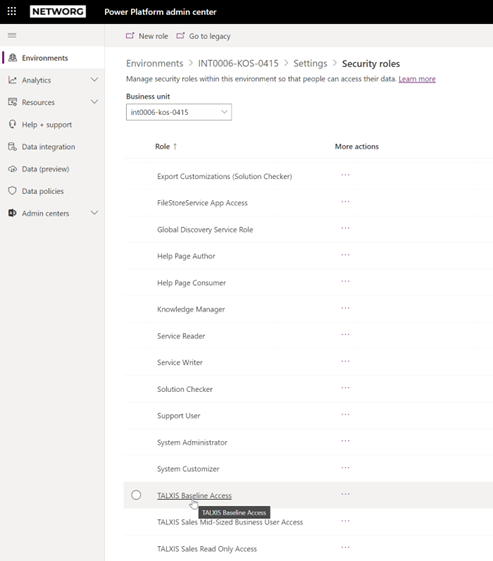 NETWORG Power Platform admin center
New role Go to legacy
Environments
Analytics
Resources
Help + support
Data integration
Data (preview)
Data policies
Admin centers
Environments > INT0006-KOS-0415 > Settings > Security roles
Manage security roles within this environment so that people can access their data. Learn more
Business unit
int0006-kos-0415
Role ↑ More actions
Export Customizations (Solution Checker) ...
FileStoreService App Access ...
Global Discovery Service Role ...
Help Page Author ...
Help Page Consumer ...
Knowledge Manager ...
Service Reader ...
Service Writer ...
Solution Checker ...
Support User ...
System Administrator ...
System Customizer ...
TALXIS Baseline Access ...
TALXIS Baseline Access
TALXIS Sales Mid-Sized Business User Access ...
TALXIS Sales Read Only Access ...